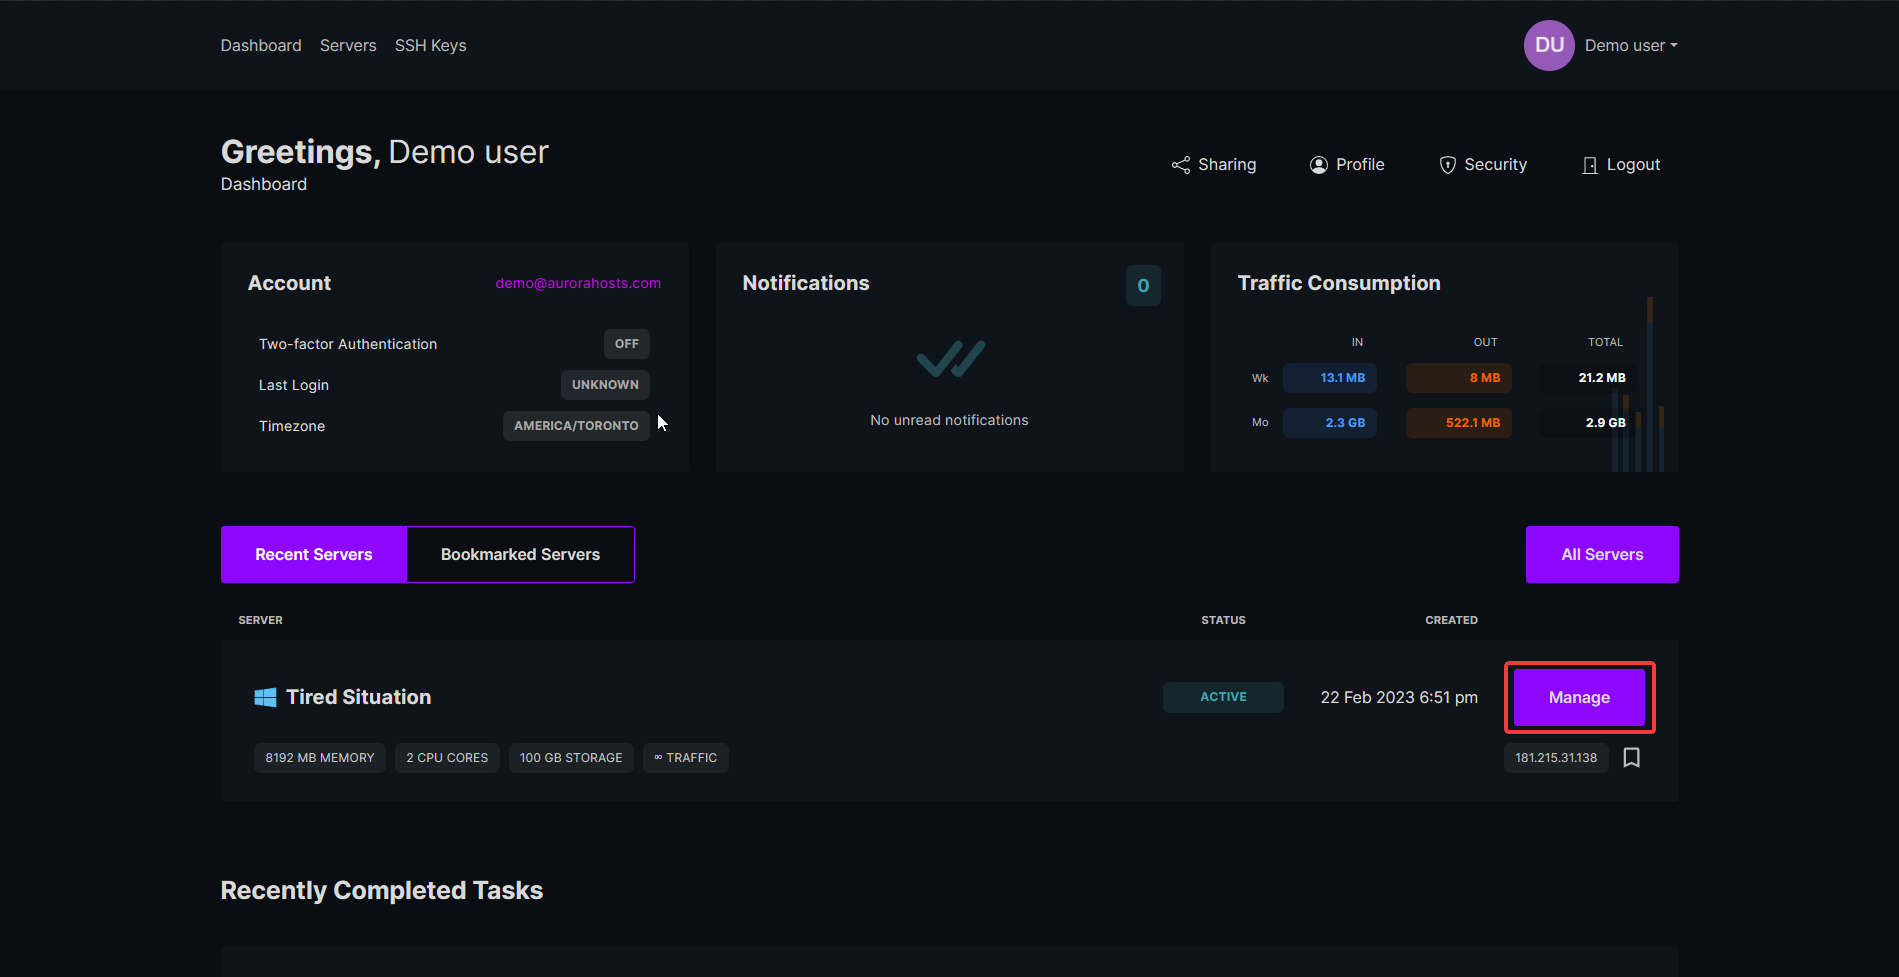 Dashboard Servers SSH Keys
DU Demo user
Greetings, Demo user
Dashboard
Sharing Profile Security Logout
Account demo@aurorahosts.com
Two-factor Authentication OFF
Last Login UNKNOWN
Timezone AMERICA/TORONTO
Notifications 0
No unread notifications
Traffic Consumption
IN OUT TOTAL
Wk 13.1 MB 8 MB 21.2 MB
Mo 2.3 GB 522.1 MB 2.9 GB
Recent Servers Bookmarked Servers All Servers
SERVER STATUS CREATED
Tired Situation ACTIVE 22 Feb 2023 6:51 pm Manage
8192 MB MEMORY 2 CPU CORES 100 GB STORAGE ∞ TRAFFIC 181.215.31.138
Recently Completed Tasks